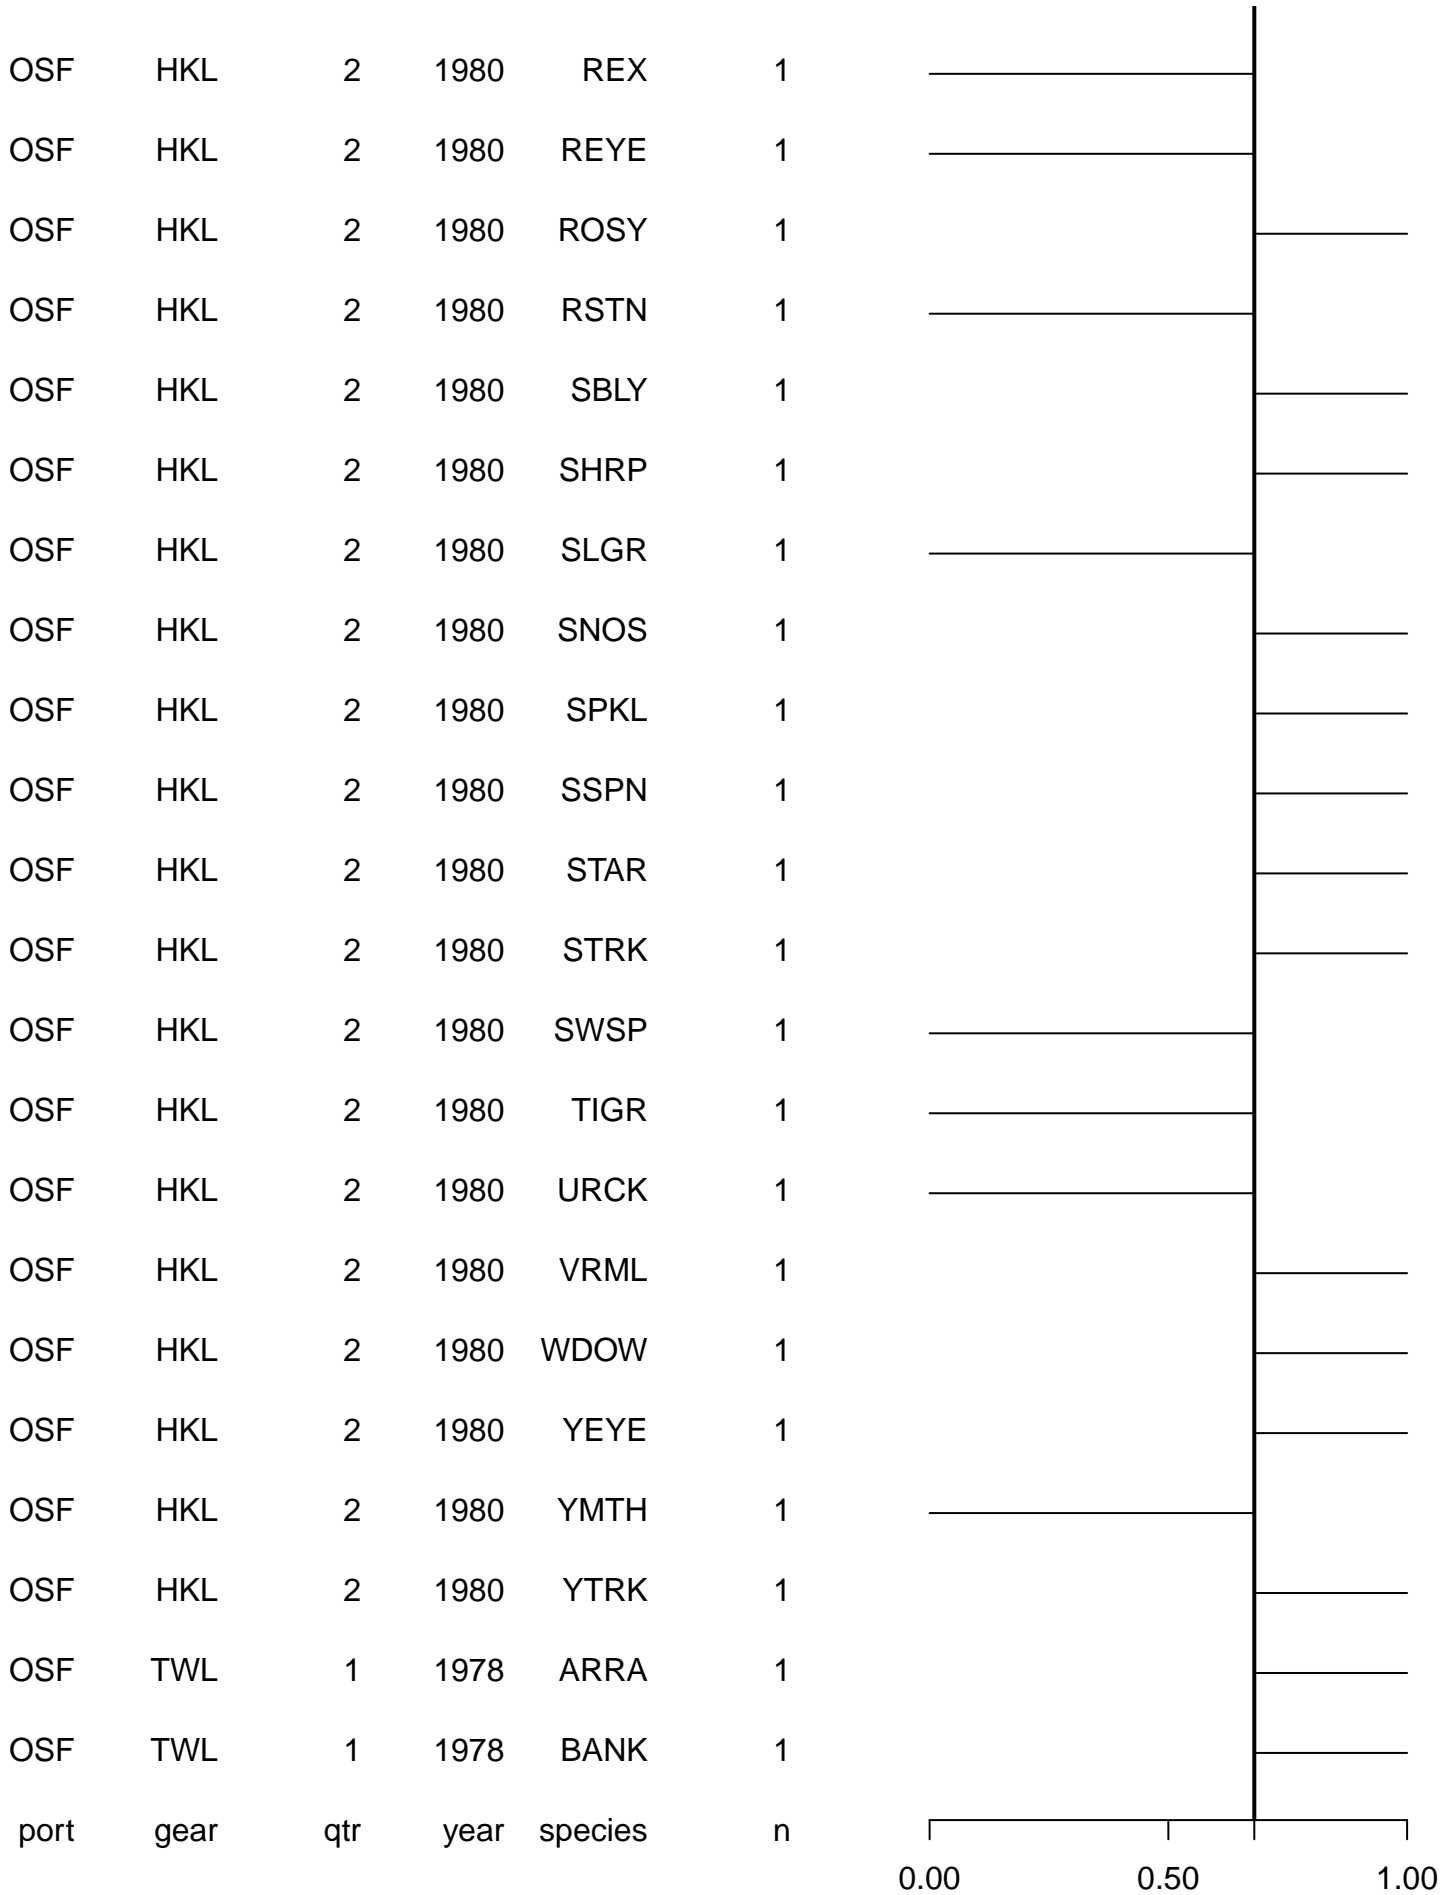 OSF HKL 2 1980 REX 1
OSF HKL 2 1980 REYE 1
OSF HKL 2 1980 ROSY 1
OSF HKL 2 1980 RSTN 1
OSF HKL 2 1980 SBLY 1
OSF HKL 2 1980 SHRP 1
OSF HKL 2 1980 SLGR 1
OSF HKL 2 1980 SNOS 1
OSF HKL 2 1980 SPKL 1
OSF HKL 2 1980 SSPN 1
OSF HKL 2 1980 STAR 1
OSF HKL 2 1980 STRK 1
OSF HKL 2 1980 SWSP 1
OSF HKL 2 1980 TIGR 1
OSF HKL 2 1980 URCK 1
OSF HKL 2 1980 VRML 1
OSF HKL 2 1980 WDOW 1
OSF HKL 2 1980 YEYE 1
OSF HKL 2 1980 YMTH 1
OSF HKL 2 1980 YTRK 1
OSF TWL 1 1978 ARRA 1
OSF TWL 1 1978 BANK 1
port gear qtr year species n
0.00 0.50 1.00